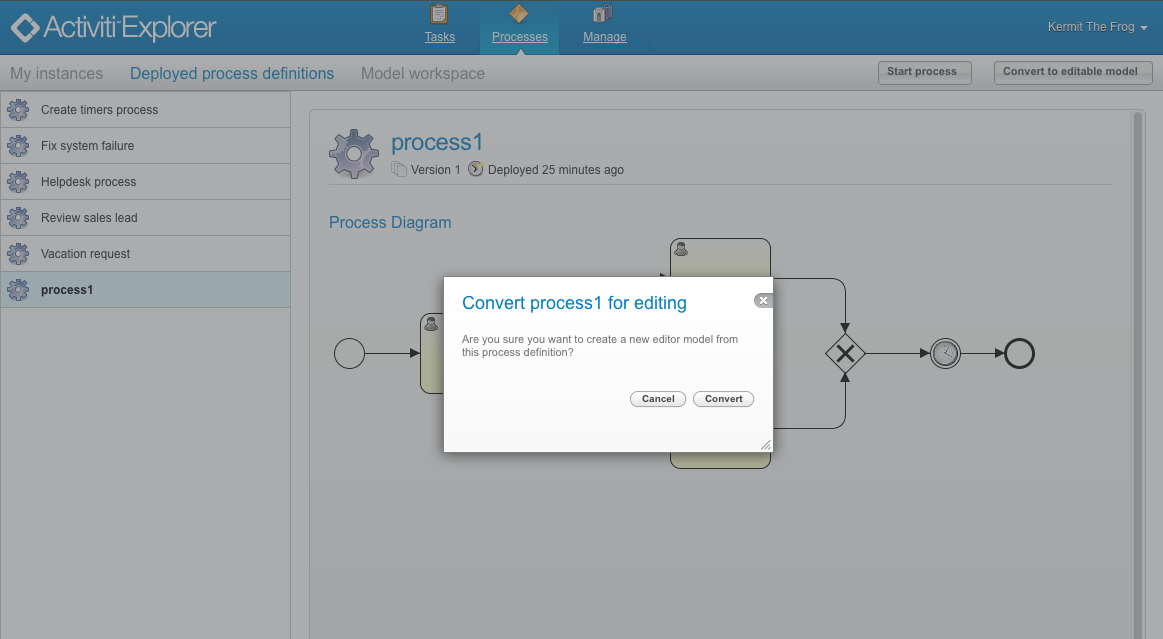 Activiti™Explorer
Tasks
Processes
Manage
Kermit The Frog
My instances
Deployed process definitions
Model workspace
Start process
Convert to editable model
Create timers process
Fix system failure
Helpdesk process
Review sales lead
Vacation request
process1
process1
Version 1
Deployed 25 minutes ago
Process Diagram
Convert process1 for editing
Are you sure you want to create a new editor model from
this process definition?
Cancel
Convert